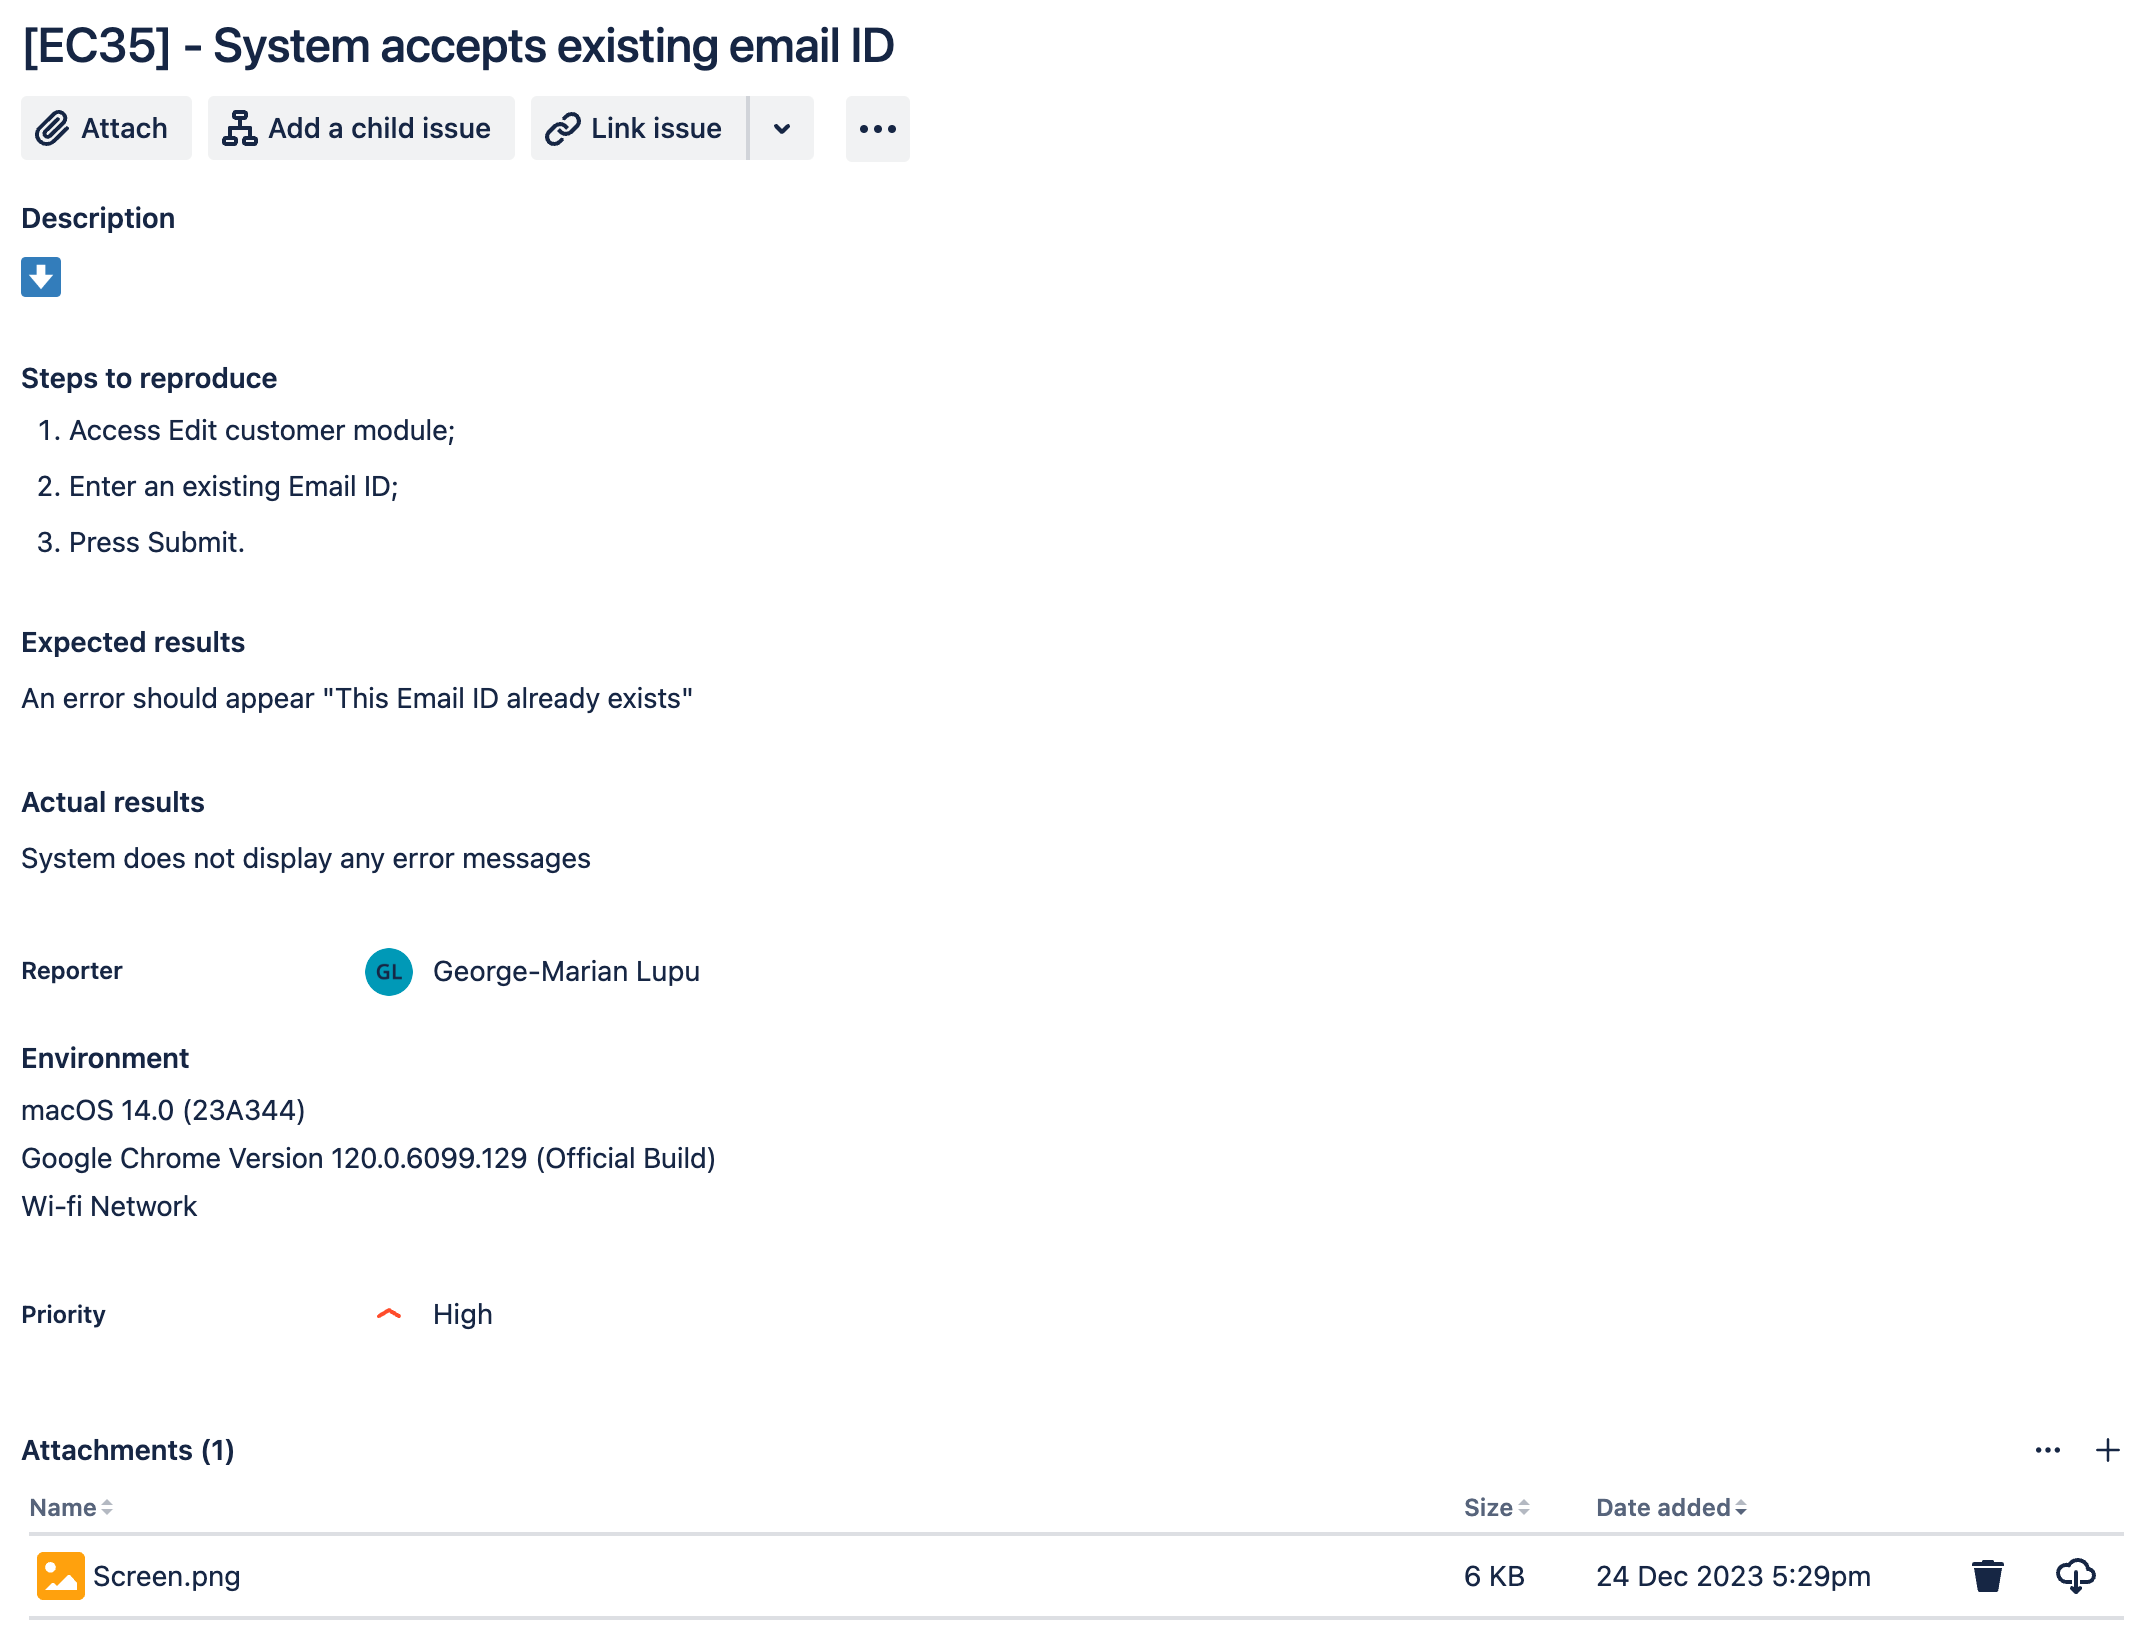 [EC35] - System accepts existing email ID
Attach
Add a child issue
Link issue
Description
Steps to reproduce
1. Access Edit customer module;
2. Enter an existing Email ID;
3. Press Submit.
Expected results
An error should appear "This Email ID already exists"
Actual results
System does not display any error messages
Reporter GL George-Marian Lupu
Environment
macOS 14.0 (23A344)
Google Chrome Version 120.0.6099.129 (Official Build)
Wi-fi Network
Priority High
Attachments (1)
Name Size Date added
Screen.png 6 KB 24 Dec 2023 5:29pm